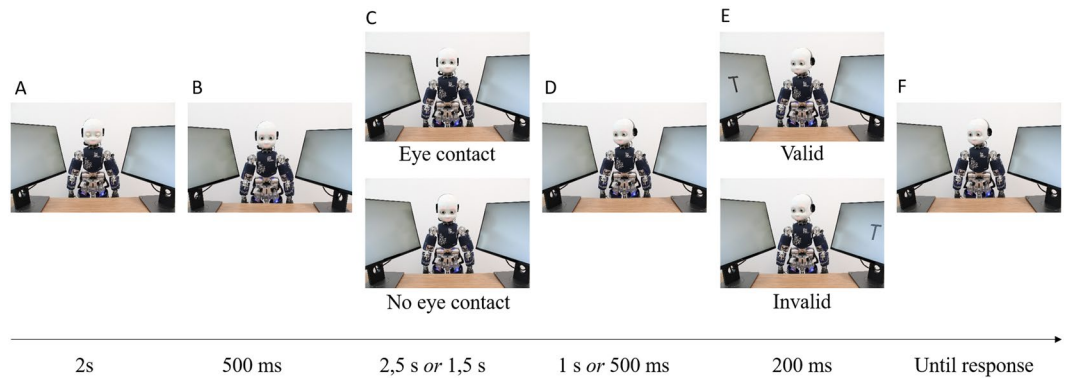 C
E
A
B
D
F
T
Eye contact
Valid
T
No eye contact
Invalid
2s
500 ms
2,5 s or 1,5 s
1 s or 500 ms
200 ms
Until response